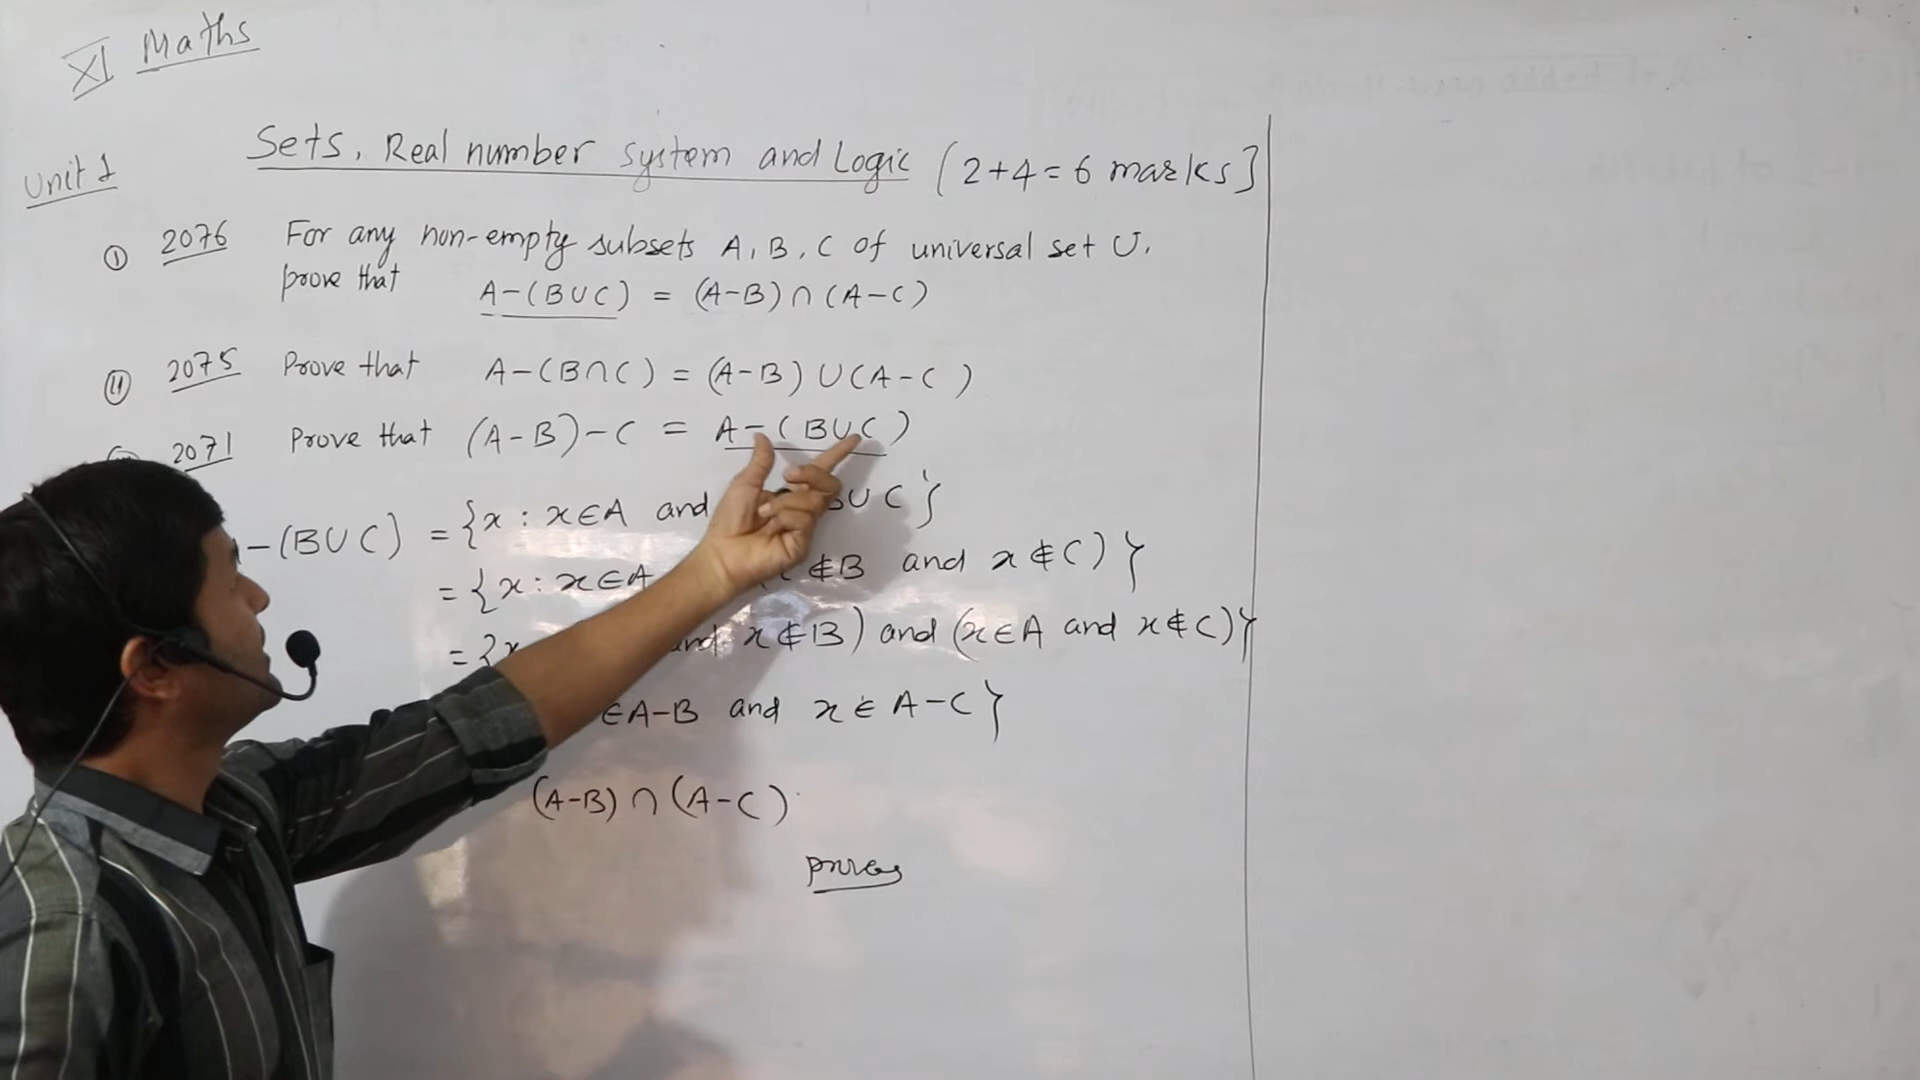 XI Maths
Unit 1 Sets, Real number system and Logic (2+4=6 marks]
① 2076 For any non-empty subsets A, B, C of universal set U.
prove that A-(B∪C) = (A-B)∩(A-C)
② 2075 Prove that A-(B∩C) = (A-B)∪(A-C)
2071 Prove that (A-B)-C = A-(B∪C)
-(B∪C) = {x : x∈A and B∪C}
= {x : x∈A ∉B and x∉C)}
= {x and x∉B) and (x∈A and x∉C)}
∈A-B and x∈A-C}
(A-B)∩(A-C)